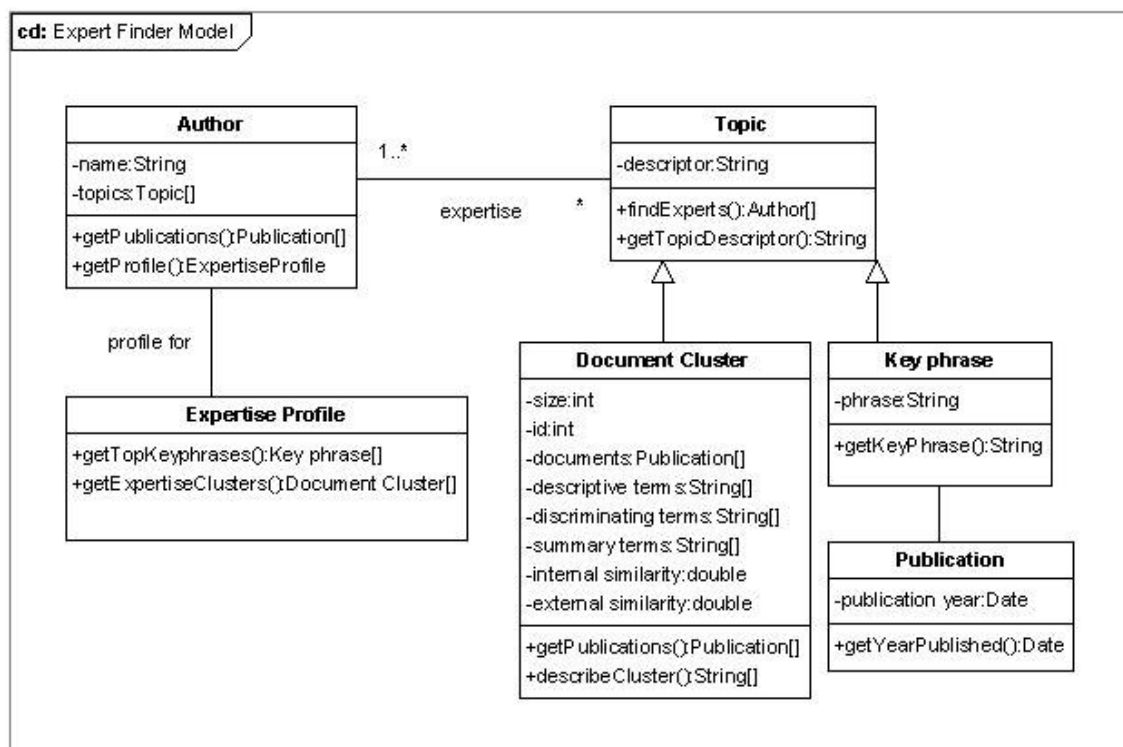 cd: Expert Finder Model
Author
-name:String
-topics:Topic[]
+getPublications():Publication[]
+getProfile():ExpertiseProfile
1..*
expertise
*
Topic
-descriptor:String
+findExperts():Author[]
+getTopicDescriptor():String
profile for
Expertise Profile
+getTopKeyphrases():Key phrase[]
+getExpertiseClusters():Document Cluster[]
Document Cluster
-size:int
-id:int
-documents:Publication[]
-descriptive terms:String[]
-discriminating terms:String[]
-summary terms:String[]
-internal similarity:double
-external similarity:double
+getPublications():Publication[]
+describeCluster():String[]
Key phrase
-phrase:String
+getKeyPhrase():String
Publication
-publication year:Date
+getYearPublished():Date